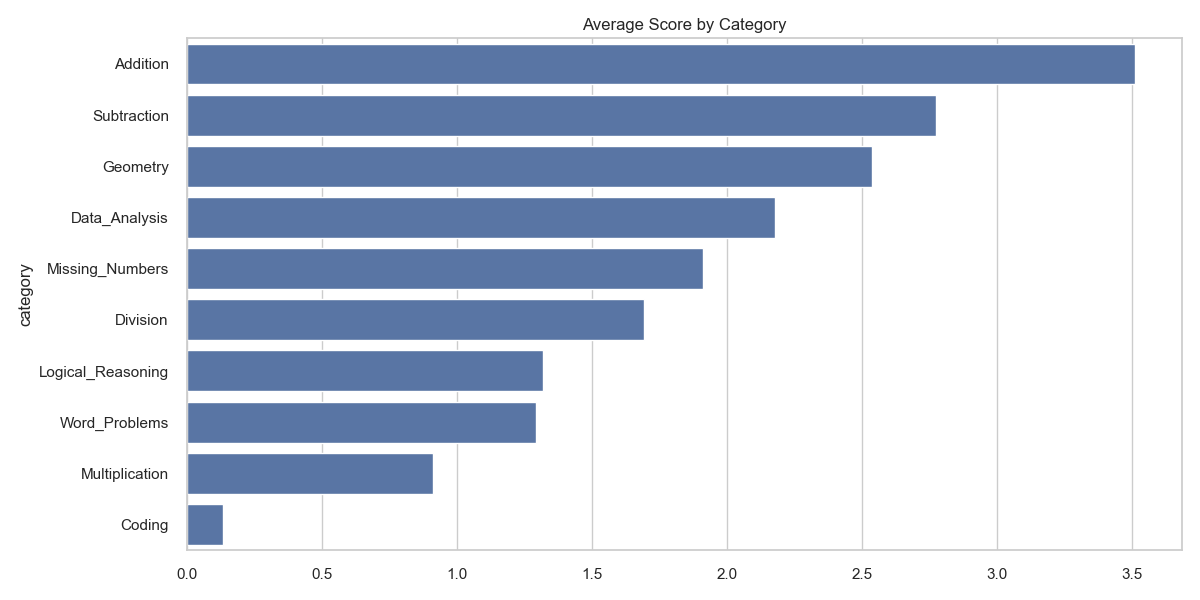 Average Score by Category
Addition
Subtraction
Geometry
Data_Analysis
Missing_Numbers
Division
Logical_Reasoning
Word_Problems
Multiplication
Coding
category
0.0 0.5 1.0 1.5 2.0 2.5 3.0 3.5